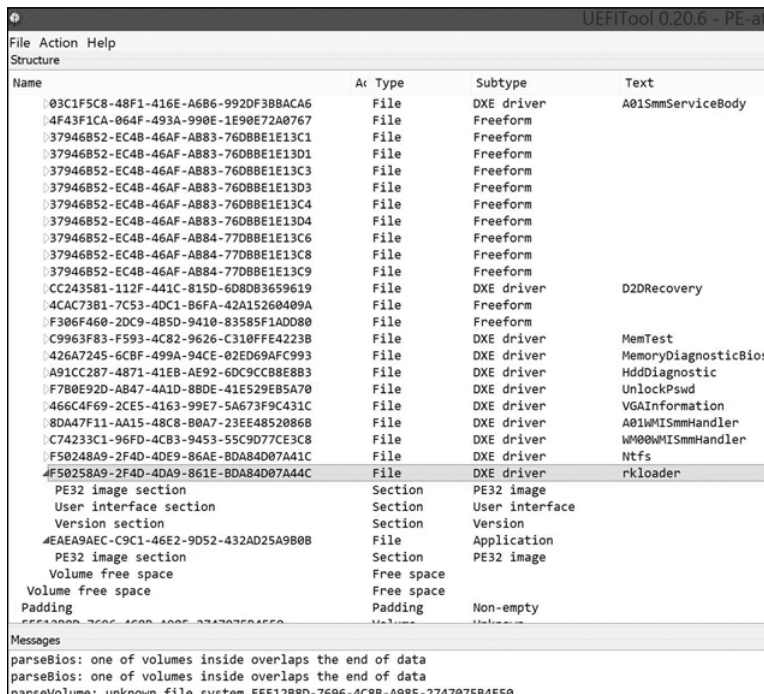 UEFITool 0.20.6 - PE-at
File Action Help
Structure
Name Ac Type Subtype Text
03C1F5C8-48F1-416E-A6B6-992DF3BBACA6 File DXE driver A01SmmServiceBody
4F43F1CA-064F-493A-990E-1E90E72A0767 File Freeform
37946B52-EC4B-46AF-AB83-76DBBE1E13C1 File Freeform
37946B52-EC4B-46AF-AB83-76DBBE1E13D1 File Freeform
37946B52-EC4B-46AF-AB83-76DBBE1E13C3 File Freeform
37946B52-EC4B-46AF-AB83-76DBBE1E13D3 File Freeform
37946B52-EC4B-46AF-AB83-76DBBE1E13C4 File Freeform
37946B52-EC4B-46AF-AB83-76DBBE1E13D4 File Freeform
37946B52-EC4B-46AF-AB84-77DBBE1E13C6 File Freeform
37946B52-EC4B-46AF-AB84-77DBBE1E13C8 File Freeform
37946B52-EC4B-46AF-AB84-77DBBE1E13C9 File Freeform
CC243581-112F-441C-815D-6D8DB3659619 File DXE driver D2DRecovery
4CAC73B1-7C53-4DC1-B6FA-42A15260409A File Freeform
F306F460-2DC9-4B5D-9410-83585F1ADD80 File Freeform
C9963F83-F593-4C82-9626-C310FFE4223B File DXE driver MemTest
426A7245-6CBF-499A-94CE-02ED69AFC993 File DXE driver MemoryDiagnosticBios
A91CC287-4871-41EB-AE92-6DC9CCB8E8B3 File DXE driver HddDiagnostic
F7B0E92D-AB47-4A1D-8BDE-41E529EB5A70 File DXE driver UnlockPswd
466C4F69-2CE5-4163-99E7-5A673F9C431C File DXE driver VGAInformation
8DA47F11-AA15-48C8-B0A7-23EE4852086B File DXE driver A01WMISmmHandler
C74233C1-96FD-4CB3-9453-55C9D77CE3C8 File DXE driver WM00WMISmmHandler
F50248A9-2F4D-4DE9-86AE-BDA84D07A41C File DXE driver Ntfs
F50258A9-2F4D-4DA9-861E-BDA84D07A44C File DXE driver rkloader
PE32 image section Section PE32 image
User interface section Section User interface
Version section Section Version
EAEA9AEC-C9C1-46E2-9D52-432AD25A9B0B File Application
PE32 image section Section PE32 image
Volume free space Free space
Volume free space Free space
Padding Padding Non-empty
Messages
parseBios: one of volumes inside overlaps the end of data
parseBios: one of volumes inside overlaps the end of data
parseVolume: unknown file system FFF12B8D-7696-4C8B-A985-2747075B4F50